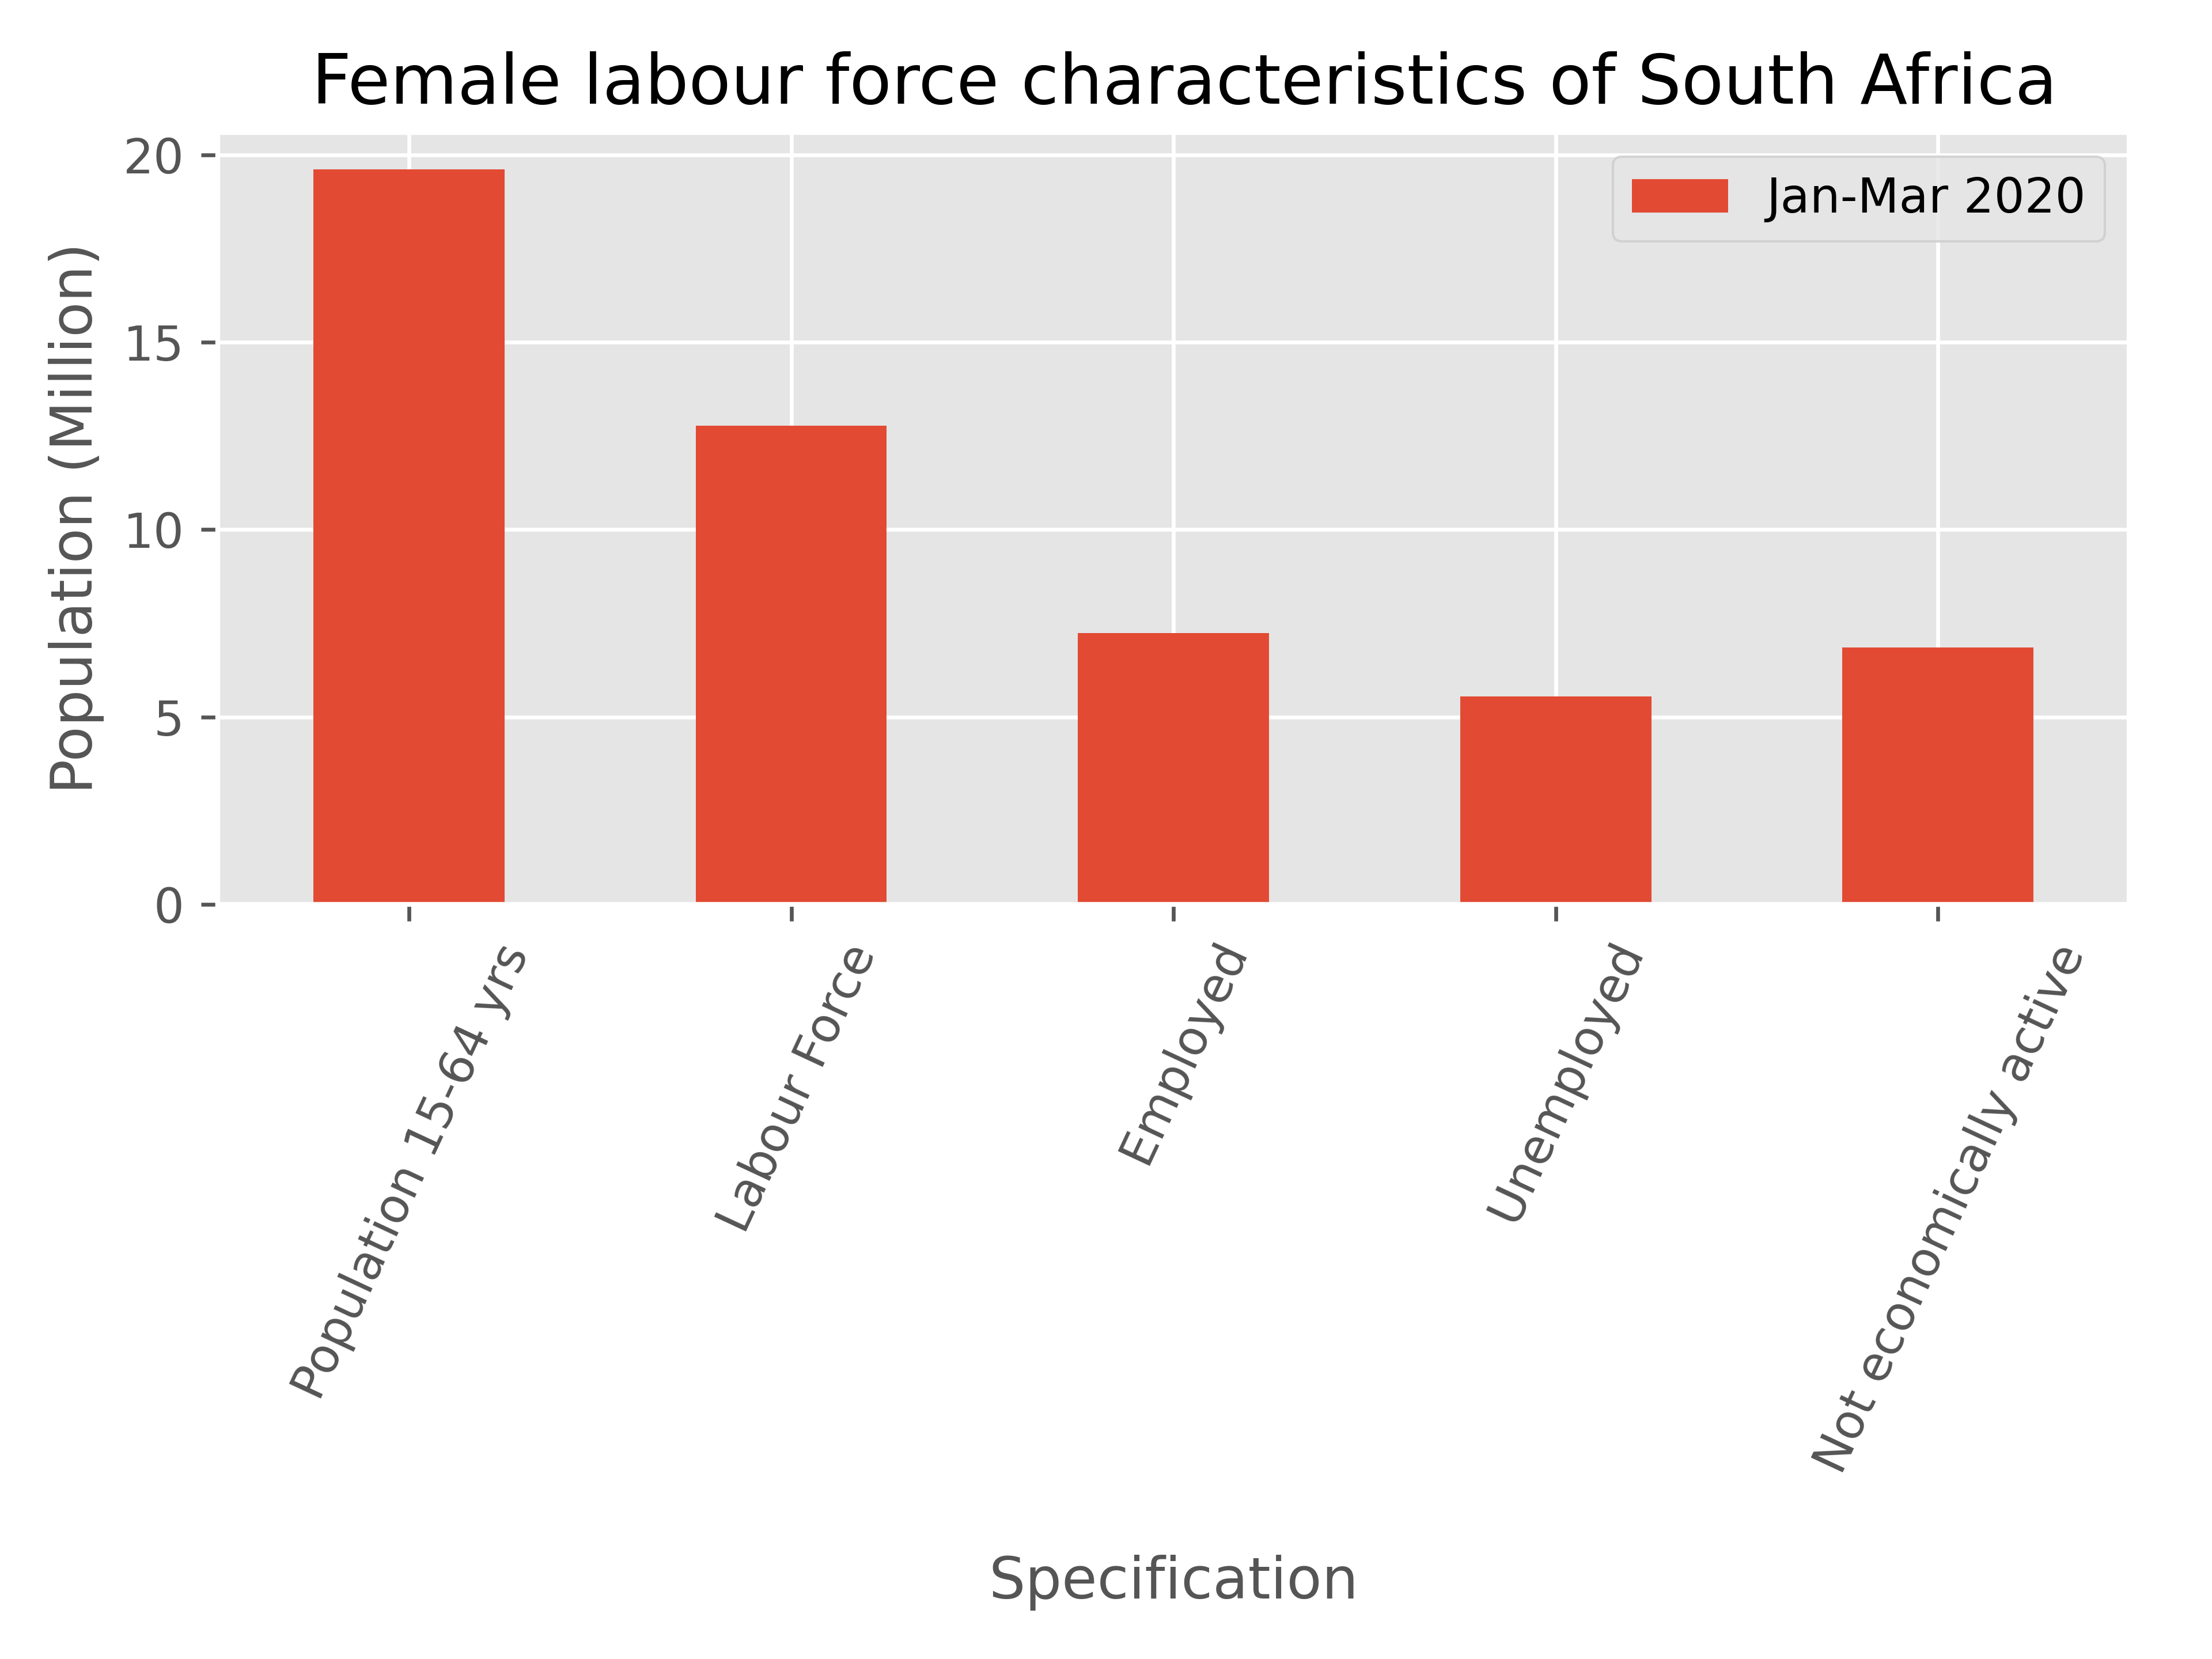 Female labour force characteristics of South Africa
Jan-Mar 2020
Population (Million)
20
15
10
5
0
Population 15-64 yrs
Labour Force
Employed
Unemployed
Not economically active
Specification